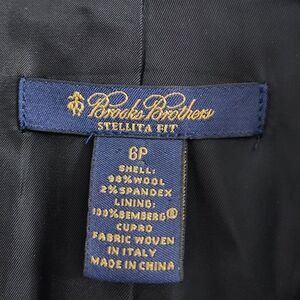 Brooks Brothers
STELLITA FIT
6P
SHELL:
98%WOOL
2%SPANDEX
LINING:
100%BEMBERG®
CUPRO
FABRIC WOVEN
IN ITALY
MADE IN CHINA